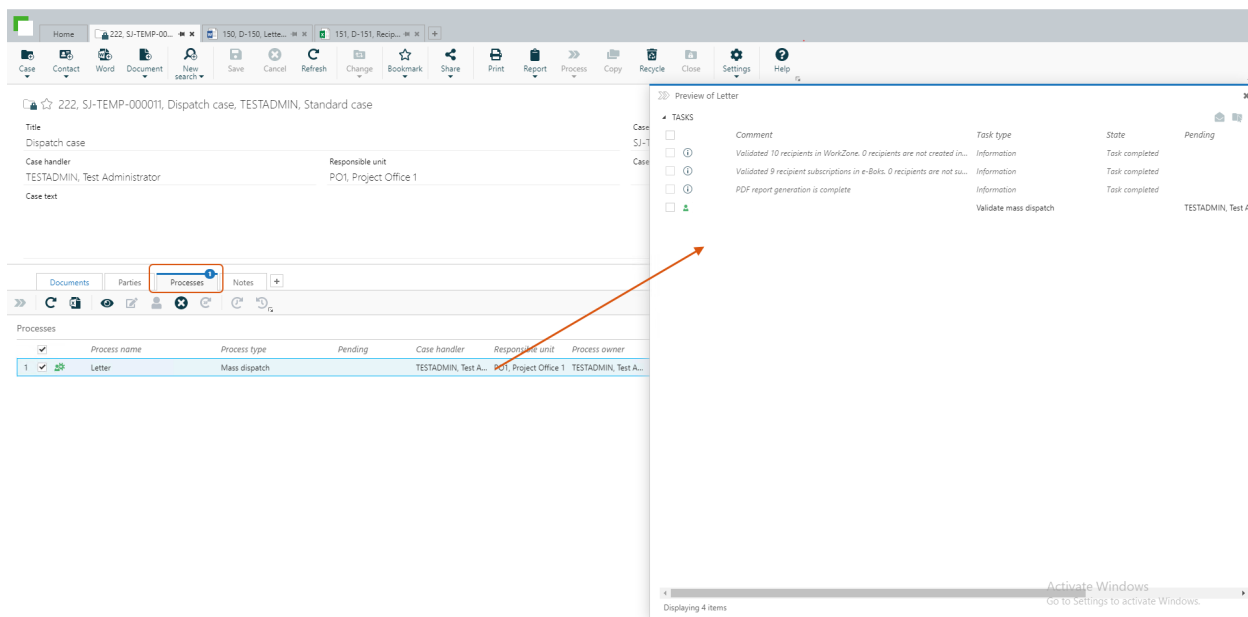 Home 222, SJ-TEMP-00... 150, D-150, Lette... 151, D-151, Recip...
Case Contact Word Document New search Save Cancel Refresh Change Bookmark Share Print Report Process Copy Recycle Close Settings Help
222, SJ-TEMP-000011, Dispatch case, TESTADMIN, Standard case
Title Case
Dispatch case SJ-T
Case handler Responsible unit Case
TESTADMIN, Test Administrator PO1, Project Office 1
Case text
Documents Parties Processes 1 Notes
Processes
Process name Process type Pending Case handler Responsible unit Process owner
1 Letter Mass dispatch TESTADMIN, Test A... PO1, Project Office 1 TESTADMIN, Test A...
Preview of Letter
TASKS
Comment Task type State Pending
Validated 10 recipients in WorkZone. 0 recipients are not created in... Information Task completed
Validated 9 recipient subscriptions in e-Boks. 0 recipients are not su... Information Task completed
PDF report generation is complete Information Task completed
Validate mass dispatch TESTADMIN, Test A
Activate Windows
Go to Settings to activate Windows.
Displaying 4 items